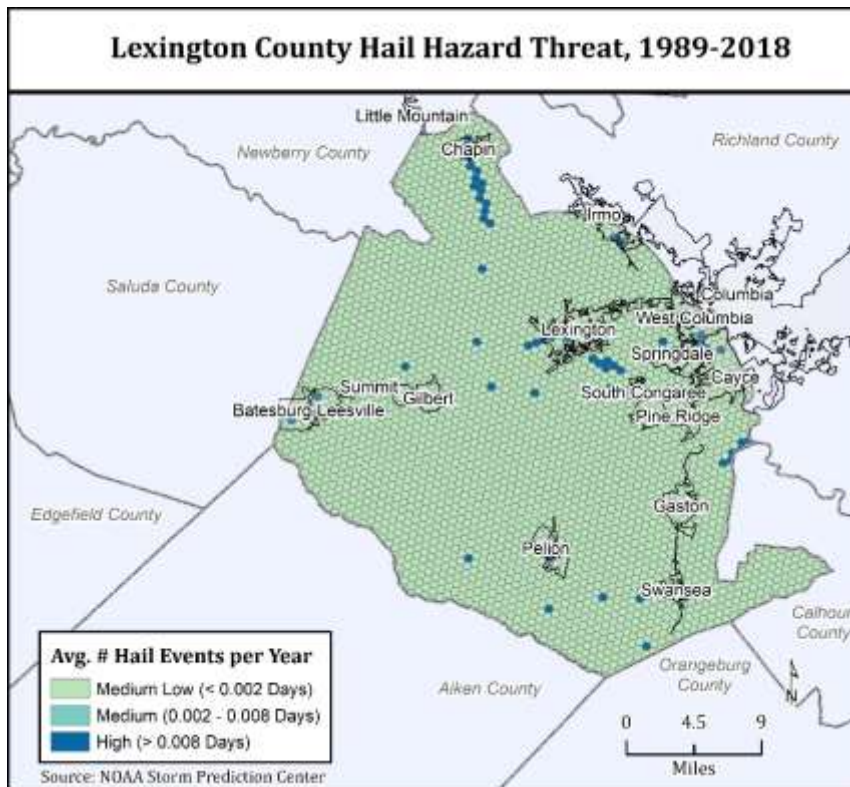 Lexington County Hail Hazard Threat, 1989-2018
Little Mountain
Richland County
Newberry County
Chapin
Irmo
Saluda County
Columbia
West Columbia
Lexington
Springdale
Cayce
Summit
Gilbert
South Congaree
Batesburg Leesville
Pine Ridge
Edgefield County
Gaston
Pelion
Swansea
Calhoun
County
Avg. # Hail Events per Year
Medium Low (< 0.002 Days)
Medium (0.002 - 0.008 Days)
High (> 0.008 Days)
Aiken County
Orangeburg
County
N
0 4.5 9
Miles
Source: NOAA Storm Prediction Center